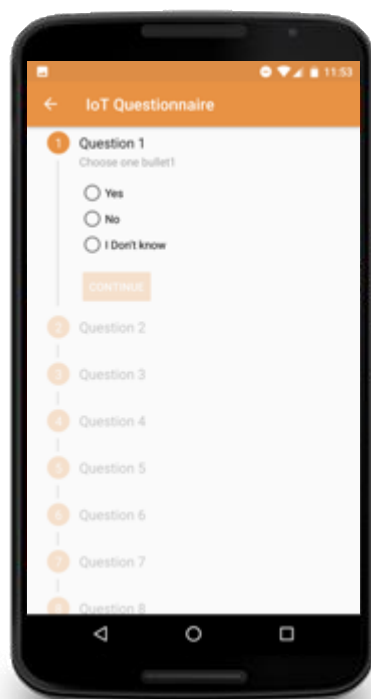 11:53
IoT Questionnaire
1 Question 1
Choose one bullet1
Yes
No
I Don't know
CONTINUE
2 Question 2
3 Question 3
4 Question 4
5 Question 5
6 Question 6
7 Question 7
8 Question 8